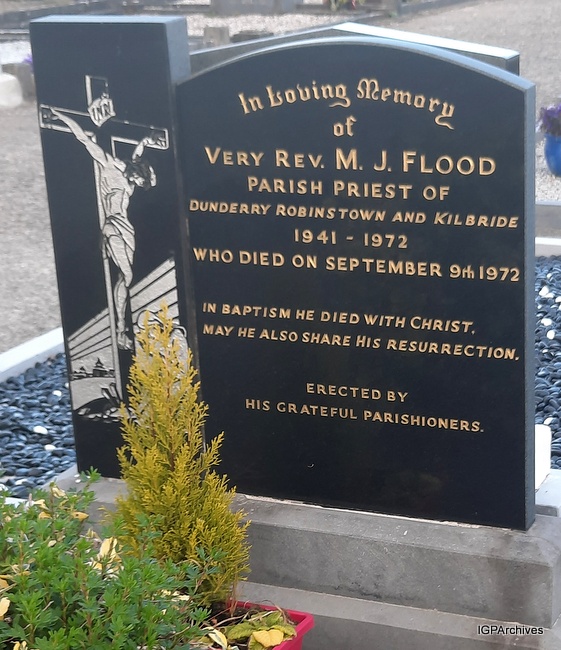 INRI
In Loving Memory
of
VERY REV. M. J. FLOOD
PARISH PRIEST OF
DUNDERRY ROBINSTOWN AND KILBRIDE
1941 - 1972
WHO DIED ON SEPTEMBER 9th 1972
IN BAPTISM HE DIED WITH CHRIST,
MAY HE ALSO SHARE HIS RESURRECTION.
ERECTED BY
HIS GRATEFUL PARISHIONERS.
IGPArchives